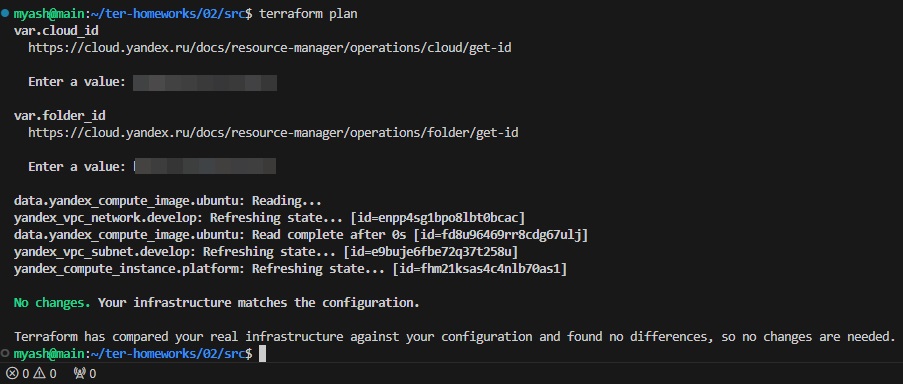 myash@main:~/ter-homeworks/02/src$ terraform plan
var.cloud_id
https://cloud.yandex.ru/docs/resource-manager/operations/cloud/get-id
Enter a value:
var.folder_id
https://cloud.yandex.ru/docs/resource-manager/operations/folder/get-id
Enter a value:
data.yandex_compute_image.ubuntu: Reading...
yandex_vpc_network.develop: Refreshing state... [id=enpp4sg1bpo8lbt0bcac]
data.yandex_compute_image.ubuntu: Read complete after 0s [id=fd8u96469rr8cdg67ulj]
yandex_vpc_subnet.develop: Refreshing state... [id=e9buje6fbe72q37t258u]
yandex_compute_instance.platform: Refreshing state... [id=fhm21ksas4c4nlb70as1]
No changes. Your infrastructure matches the configuration.
Terraform has compared your real infrastructure against your configuration and found no differences, so no changes are needed.
myash@main:~/ter-homeworks/02/src$
0 0 0